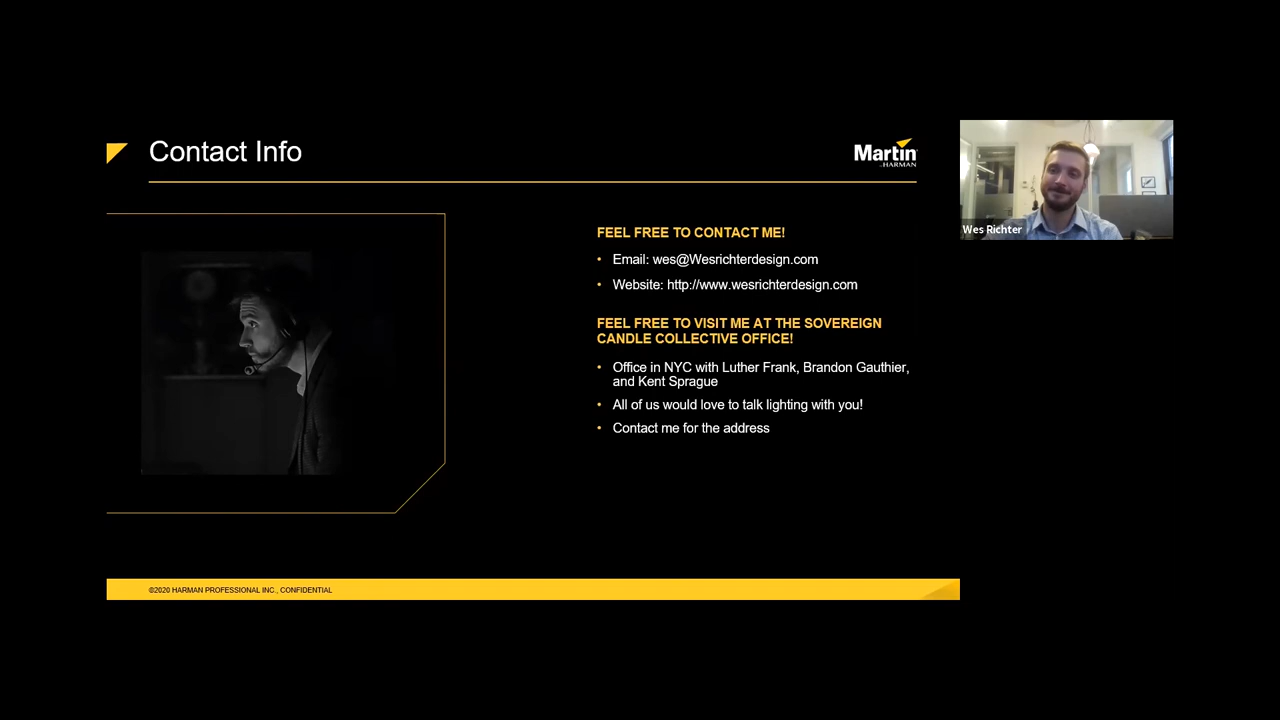 Contact Info
Martin
by HARMAN
Wes Richter
FEEL FREE TO CONTACT ME!
• Email: wes@Wesrichterdesign.com
• Website: http://www.wesrichterdesign.com
FEEL FREE TO VISIT ME AT THE SOVEREIGN
CANDLE COLLECTIVE OFFICE!
• Office in NYC with Luther Frank, Brandon Gauthier,
and Kent Sprague
• All of us would love to talk lighting with you!
• Contact me for the address
©2020 HARMAN PROFESSIONAL INC., CONFIDENTIAL